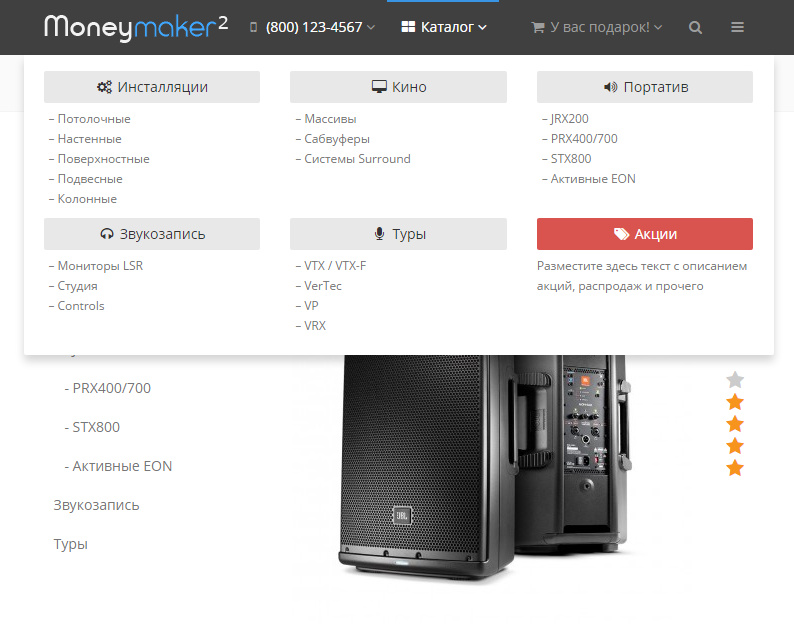 Moneymaker2
(800) 123-4567
Каталог
У вас подарок!
Инсталляции
– Потолочные
– Настенные
– Поверхностные
– Подвесные
– Колонные
Кино
– Массивы
– Сабвуферы
– Системы Surround
Портатив
– JRX200
– PRX400/700
– STX800
– Активные EON
Звукозапись
– Мониторы LSR
– Студия
– Controls
Туры
– VTX / VTX-F
– VerTec
– VP
– VRX
Акции
Разместите здесь текст с описанием
акций, распродаж и прочего
- PRX400/700
- STX800
- Активные EON
Звукозапись
Туры
JBL